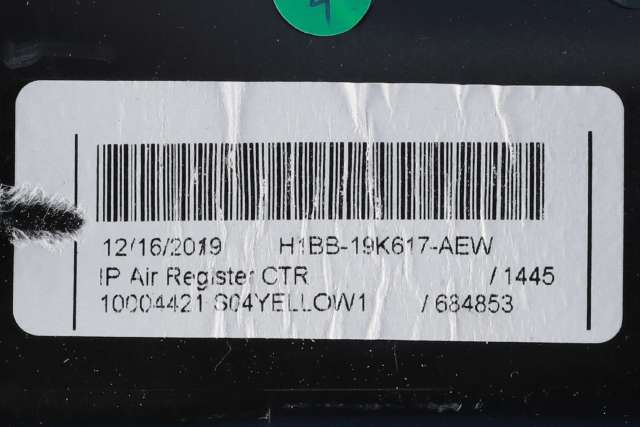 12/16/2019 H1BB-19K617-AEW
IP Air Register CTR / 1445
10004421 S04YELLOW1 / 684853